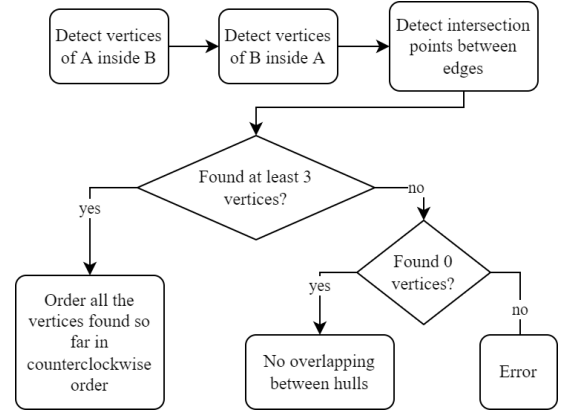 Detect vertices
of A inside B
Detect vertices
of B inside A
Detect intersection
points between
edges
Found at least 3
vertices?
yes
no
Order all the
vertices found so
far in
counterclockwise
order
Found 0
vertices?
yes
no
No overlapping
between hulls
Error